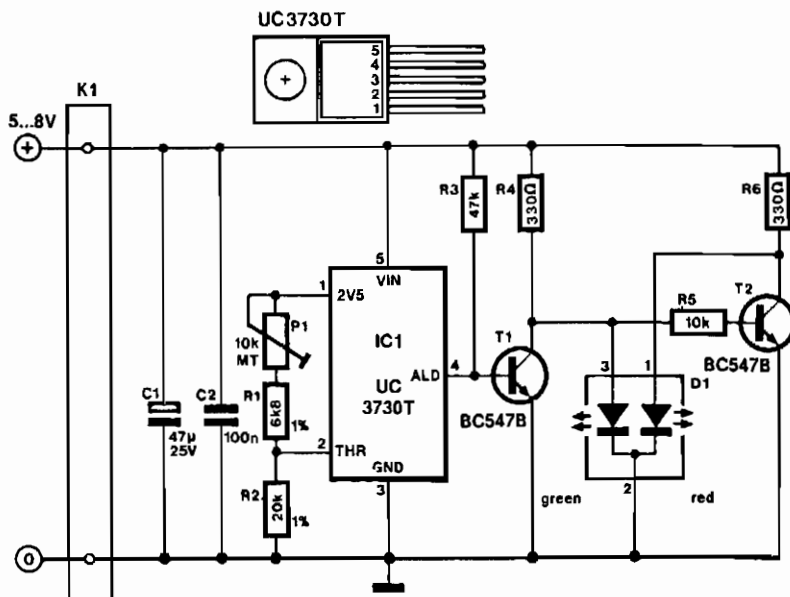 UC3730T
5
4
3
2
1
K1
5...8V
+
R3
47k
R4
330Ω
R6
330Ω
5
VIN
1
2V5
P1
10k
MT
IC1
UC
3730T
ALD
4
T1
BC547B
R5
10k
T2
BC547B
C1
47µ
25V
C2
100n
R1
6k8
1%
2
THR
R2
20k
1%
GND
3
3
1
D1
green
2
red
0